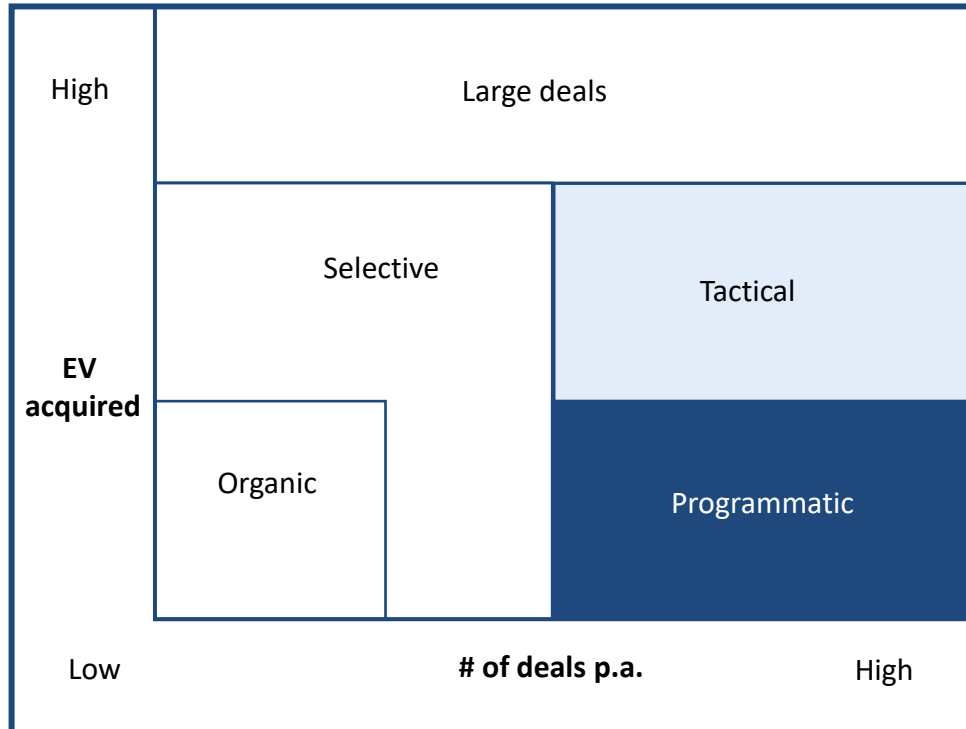 High
Large deals
Selective
Tactical
EV
acquired
Organic
Programmatic
Low
# of deals p.a.
High